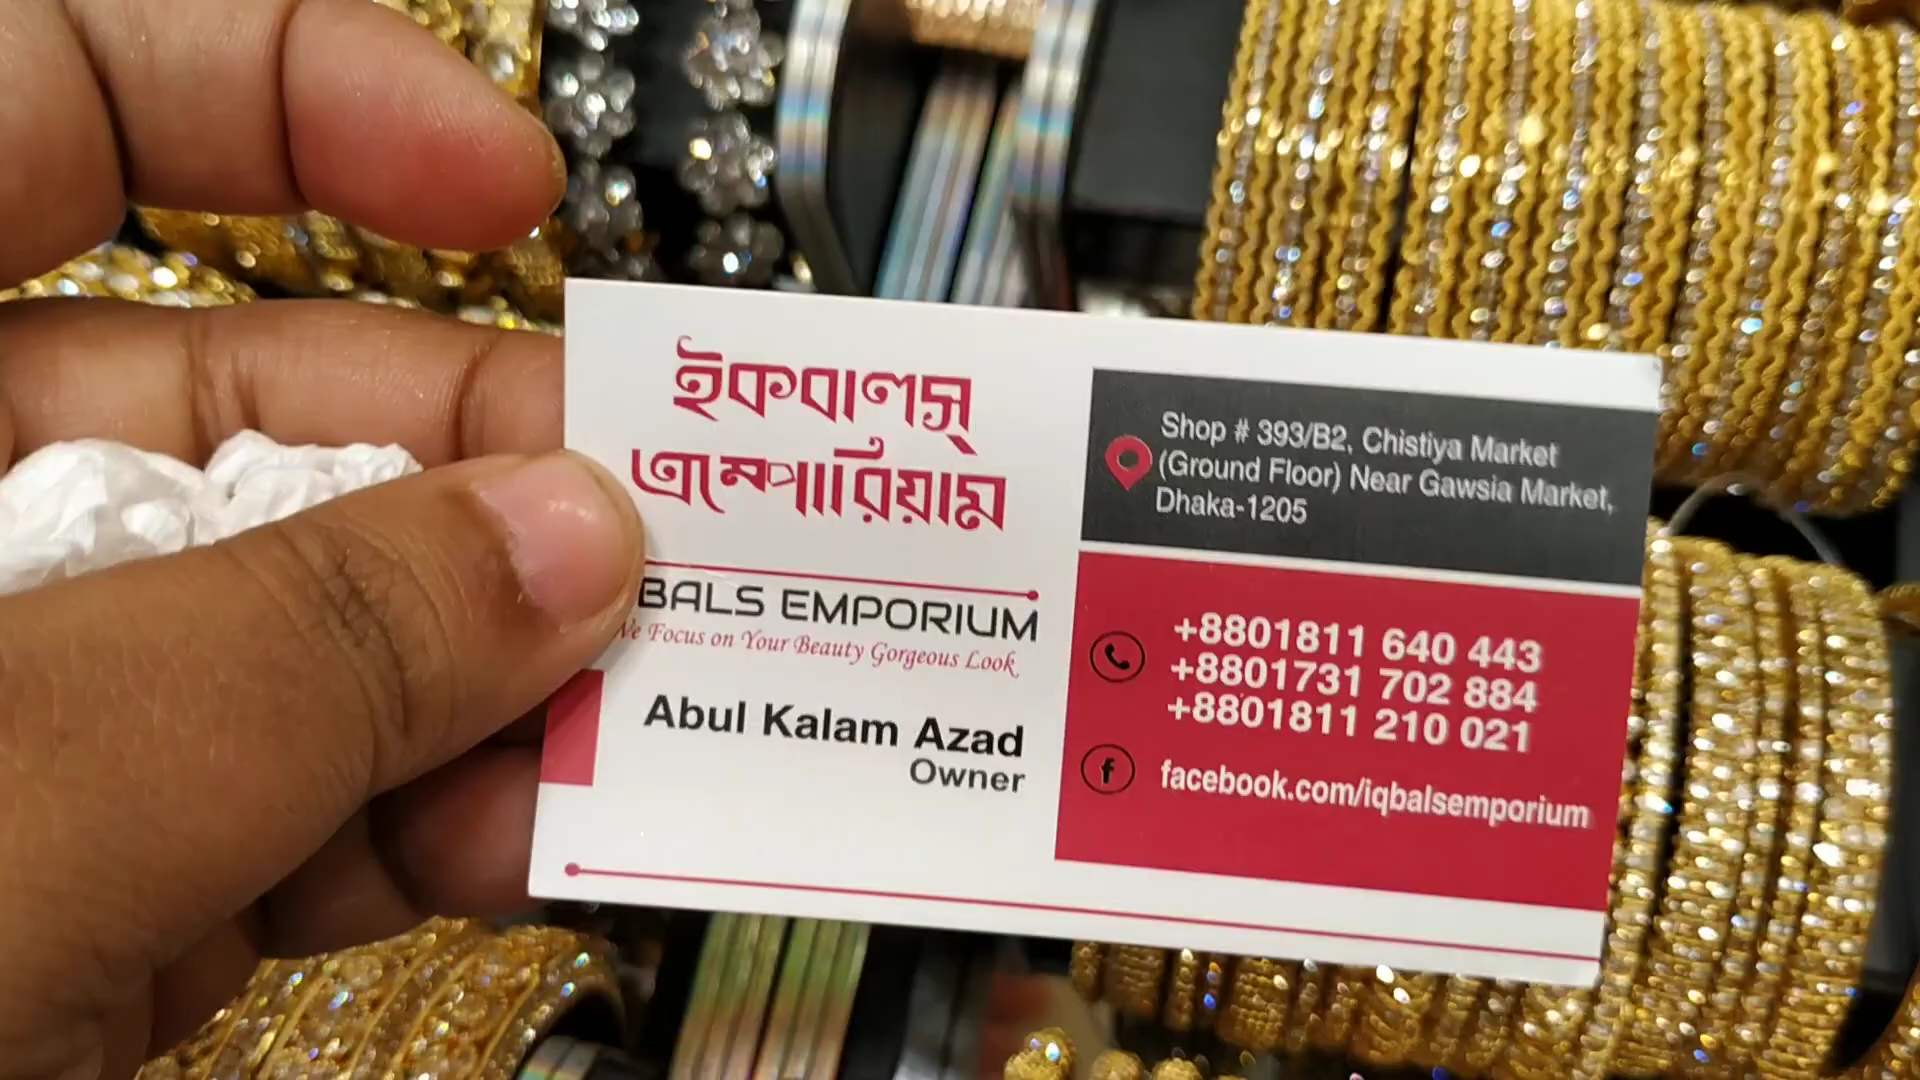 ইকবালস্
এম্পোরিয়াম
BALS EMPORIUM
We Focus on Your Beauty Gorgeous Look
Abul Kalam Azad
Owner
Shop # 393/B2, Chistiya Market
(Ground Floor) Near Gawsia Market,
Dhaka-1205
+8801811 640 443
+8801731 702 884
+8801811 210 021
facebook.com/iqbalsemporium